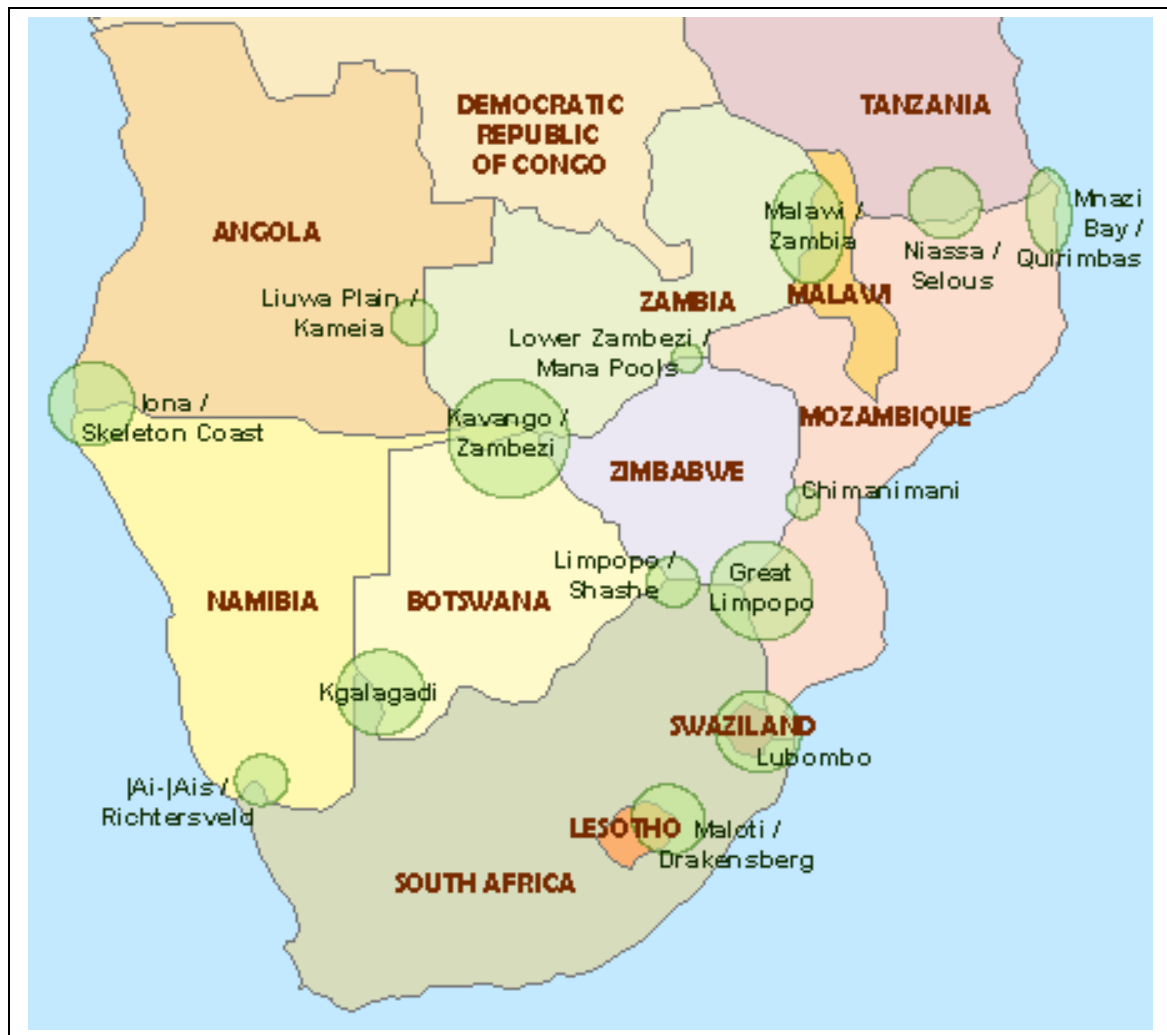 DEMOCRATIC
REPUBLIC
OF CONGO
TANZANIA
ANGOLA
Malawi /
Zambia
Mnazi
Bay /
Quirimbas
Niassa /
Selous
Liuwa Plain /
Kameia
ZAMBIA
MALAWI
Lower Zambezi /
Mana Pools
Iona /
Skeleton Coast
Kavango /
Zambezi
MOZAMBIQUE
ZIMBABWE
Chimanimani
Limpopo /
Shashe
Great
Limpopo
NAMIBIA
BOTSWANA
Kgalagadi
SWAZILAND
Lubombo
|Ai-|Ais /
Richtersveld
LESOTHO
Maloti /
Drakensberg
SOUTH AFRICA